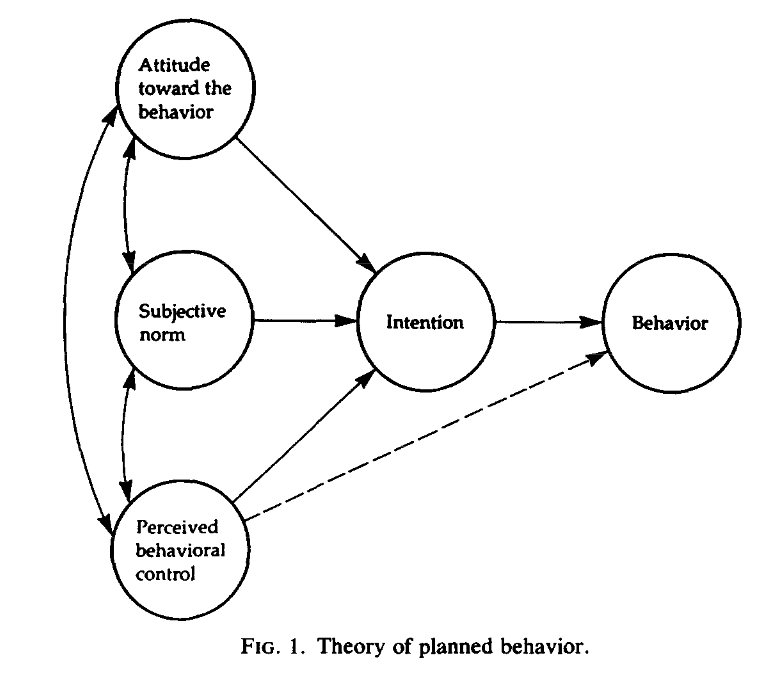 Attitude
toward the
behavior
Subjective
norm
Intention
Behavior
Perceived
behavioral
control
FIG. 1. Theory of planned behavior.